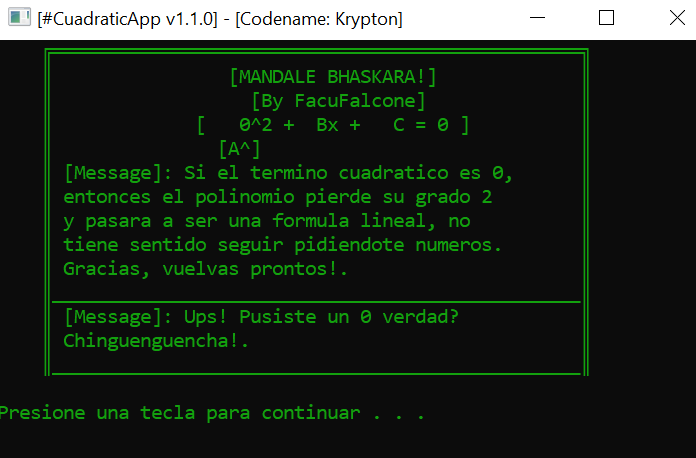 [#CuadraticApp v1.1.0] - [Codename: Krypton]
[MANDALE BHASKARA!]
[By FacuFalcone]
[   0^2 +  Bx +   C = 0 ]
[A^]
[Message]: Si el termino cuadratico es 0,
entonces el polinomio pierde su grado 2
y pasara a ser una formula lineal, no
tiene sentido seguir pidiendote numeros.
Gracias, vuelvas prontos!.
[Message]: Ups! Pusiste un 0 verdad?
Chinguenguencha!.
Presione una tecla para continuar . . .